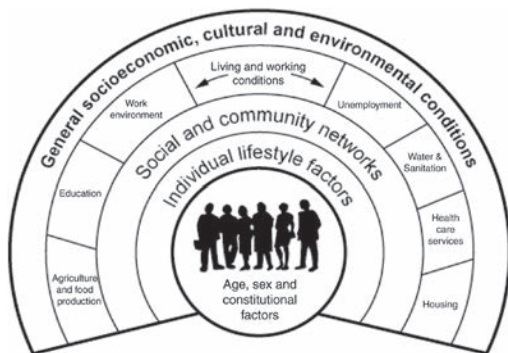 General socioeconomic, cultural and environmental conditions
Living and working
conditions
Work
environment
Unemployment
Education
Water &
Sanitation
Agriculture
and food
production
Health
care
services
Housing
Social and community networks
Individual lifestyle factors
Age, sex and
constitutional
factors